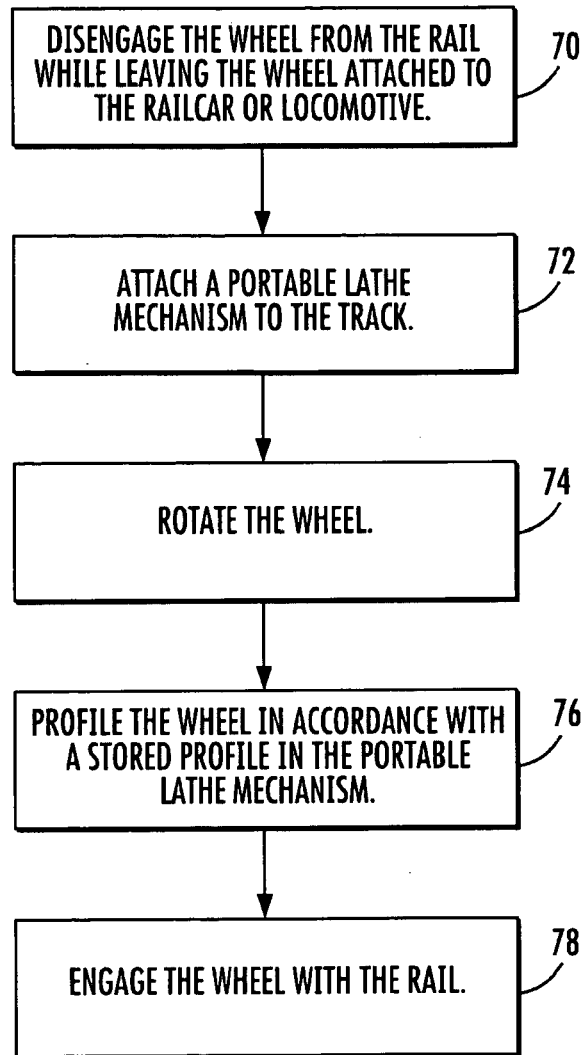 DISENGAGE THE WHEEL FROM THE RAIL
WHILE LEAVING THE WHEEL ATTACHED TO
THE RAILCAR OR LOCOMOTIVE.
70
ATTACH A PORTABLE LATHE
MECHANISM TO THE TRACK.
72
ROTATE THE WHEEL.
74
PROFILE THE WHEEL IN ACCORDANCE WITH
A STORED PROFILE IN THE PORTABLE
LATHE MECHANISM.
76
ENGAGE THE WHEEL WITH THE RAIL.
78